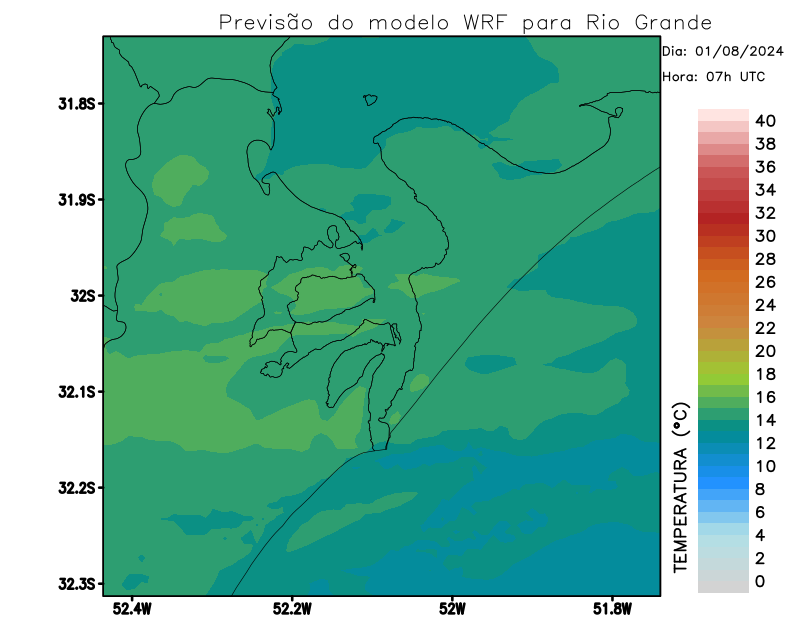 Previsão do modelo WRF para Rio Grande
Dia: 01/08/2024
Hora: 07h UTC
31.8S
31.9S
32S
32.1S
32.2S
32.3S
52.4W
52.2W
52W
51.8W
40
38
36
34
32
30
28
26
24
22
20
18
16
14
12
10
8
6
4
2
0
TEMPERATURA (°C)